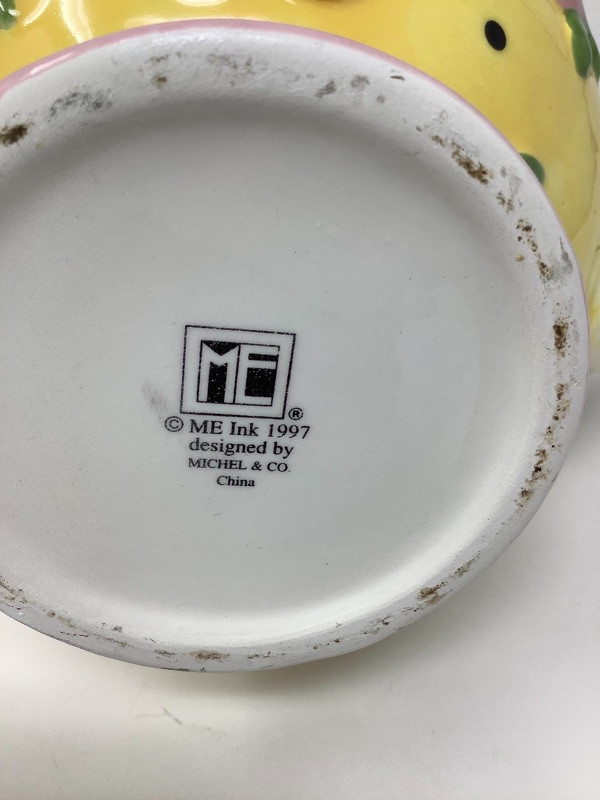 ME
®
© ME Ink 1997
designed by
MICHEL & CO.
China